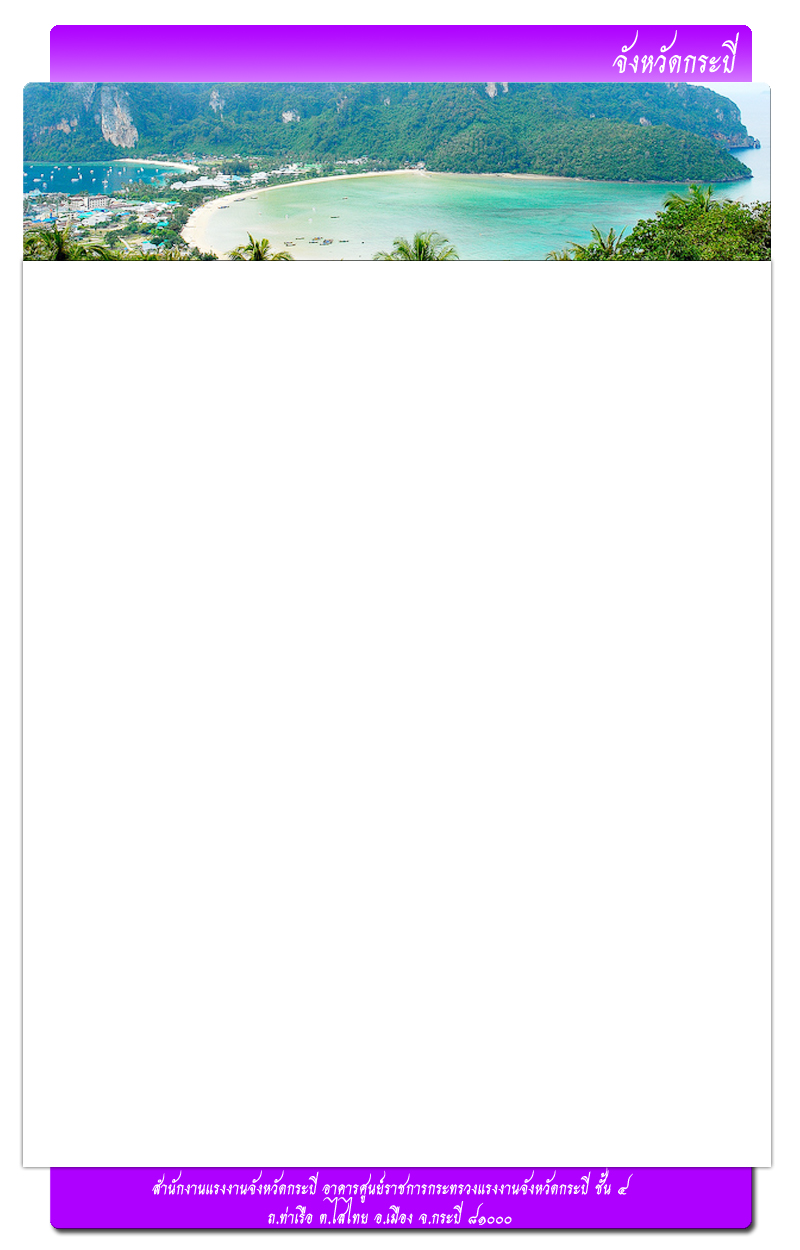 จังหวัดกระบี่
สำนักงานแรงงานจังหวัดกระบี่ อาคารศูนย์ราชการกระทรวงแรงงานจังหวัดกระบี่ ชั้น ๔
ถ.ท่าเรือ ต.ไสไทย อ.เมือง จ.กระบี่ ๘๑๐๐๐